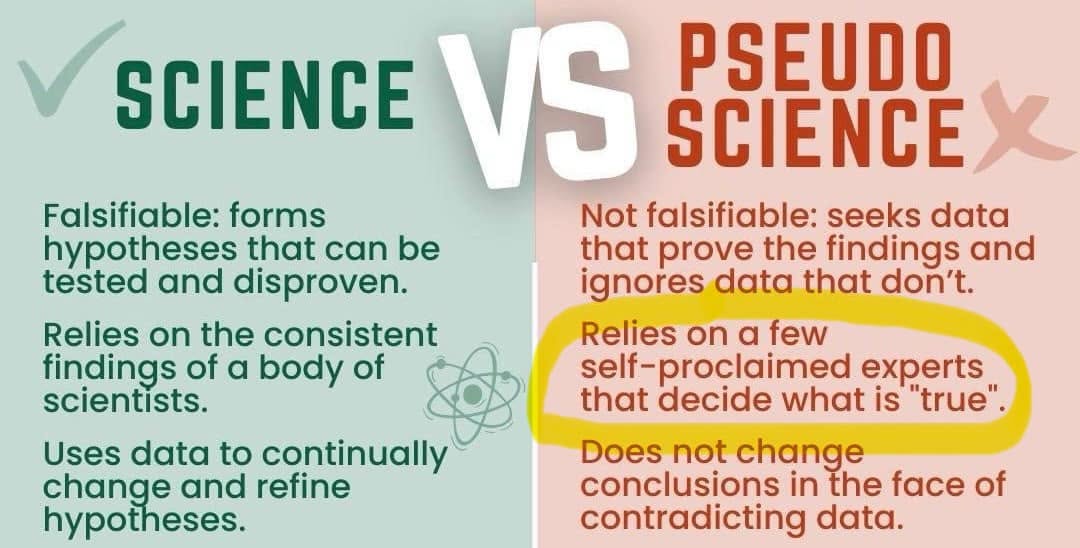 SCIENCE
VS
PSEUDO
SCIENCE
Falsifiable: forms
hypotheses that can be
tested and disproven.
Relies on the consistent
findings of a body of
scientists.
Uses data to continually
change and refine
hypotheses.
Not falsifiable: seeks data
that prove the findings and
ignores data that don’t.
Relies on a few
self-proclaimed experts
that decide what is "true".
Does not change
conclusions in the face of
contradicting data.